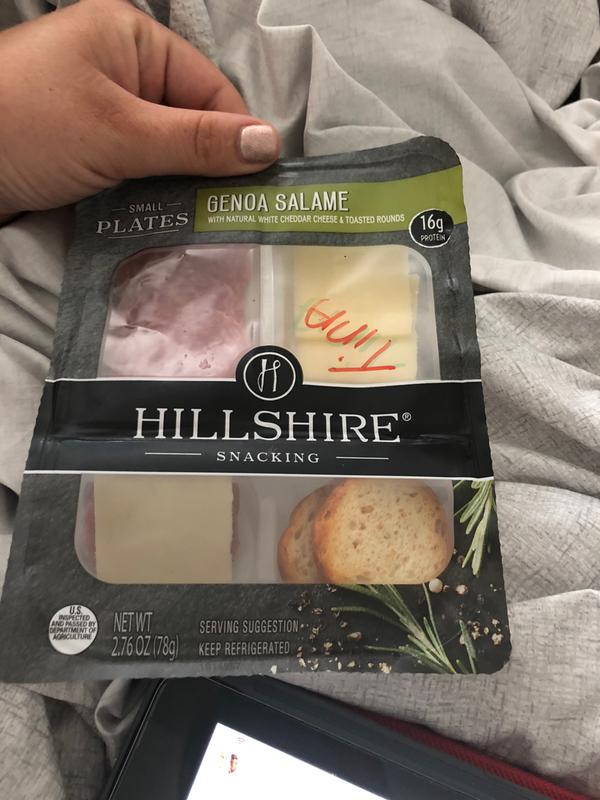 SMALL
PLATES
GENOA SALAME
WITH NATURAL WHITE CHEDDAR CHEESE & TOASTED ROUNDS
16g
PROTEIN
Tina
H
HILLSHIRE®
SNACKING
U.S.
INSPECTED
AND PASSED BY
DEPARTMENT OF
AGRICULTURE
NET WT
2.76 OZ (78g)
SERVING SUGGESTION
KEEP REFRIGERATED